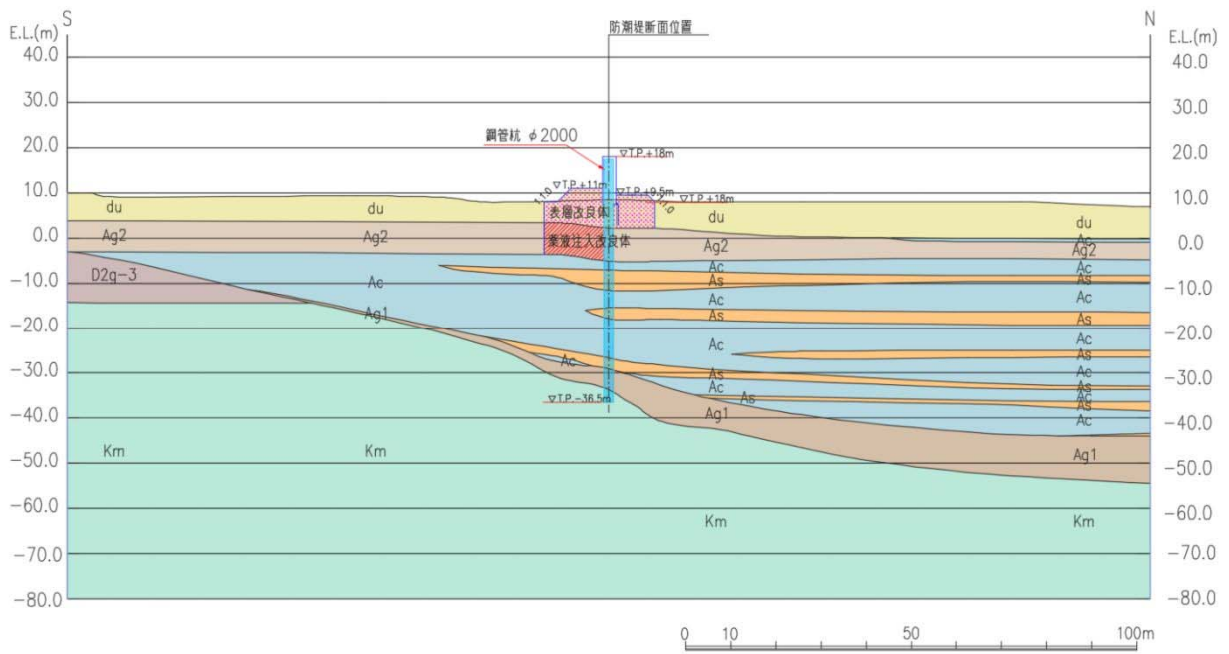 S
N
E.L.(m)
E.L.(m)
防潮堤断面位置
40.0
40.0
30.0
30.0
鋼管杭 φ2000
20.0
▽T.P.+18m
20.0
10.0
▽T.P.+11m
▽T.P.+9.5m
▽T.P.+18m
10.0
1:1.0
du
du
表層改良体
du
du
0.0
Ag2
Ag2
薬液注入改良体
Ag2
Ac
Ag2
0.0
D2g-3
Ac
Ac
-10.0
Ac
As
As
-10.0
Ac
Ac
Ag1
As
As
-20.0
-20.0
Ac
Ac
Ac
As
-30.0
As
Ac
-30.0
Ac
As
▽T.P.-36.5m
As
Ac
As
-40.0
Ag1
Ac
-40.0
Km
Km
Ag1
-50.0
-50.0
-60.0
Km
Km
-60.0
-70.0
-70.0
-80.0
-80.0
0
10
50
100m